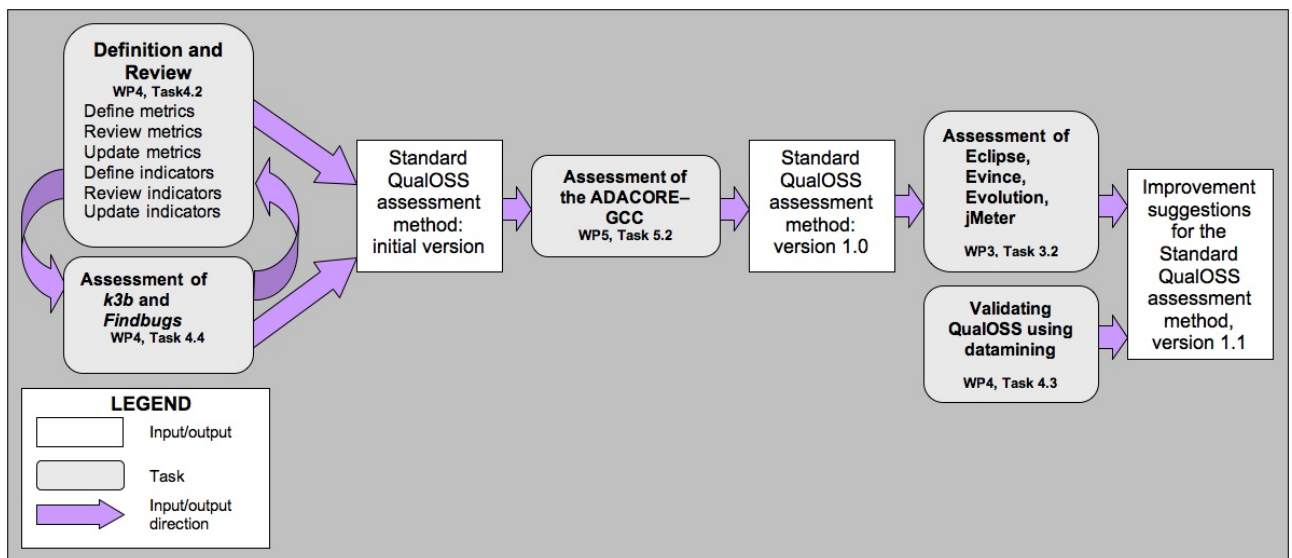 Definition and
Review
WP4, Task4.2
Define metrics
Review metrics
Update metrics
Define indicators
Review indicators
Update indicators
Assessment of
k3b and
Findbugs
WP4, Task 4.4
Standard
QualOSS
assessment
method:
initial version
Assessment of
the ADACORE–
GCC
WP5, Task 5.2
Standard
QualOSS
assessment
method:
version 1.0
Assessment of
Eclipse,
Evince,
Evolution,
jMeter
WP3, Task 3.2
Validating
QualOSS using
datamining
WP4, Task 4.3
Improvement
suggestions
for the
Standard
QualOSS
assessment
method,
version 1.1
LEGEND
Input/output
Task
Input/output
direction